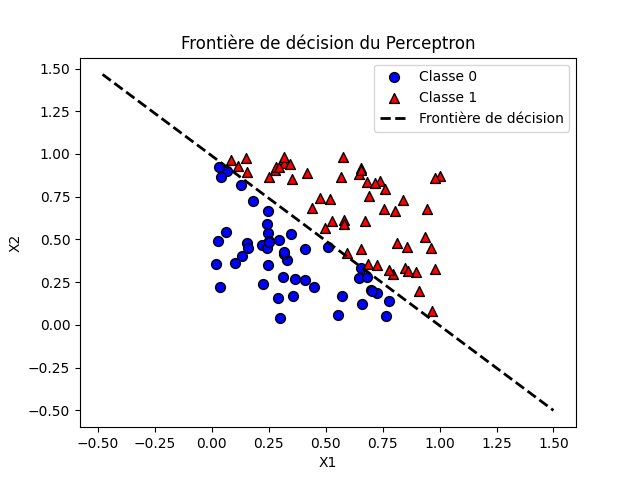 Frontière de décision du Perceptron
Classe 0
Classe 1
Frontière de décision
1.50
1.25
1.00
0.75
0.50
0.25
0.00
−0.25
−0.50
X2
−0.50 −0.25 0.00 0.25 0.50 0.75 1.00 1.25 1.50
X1